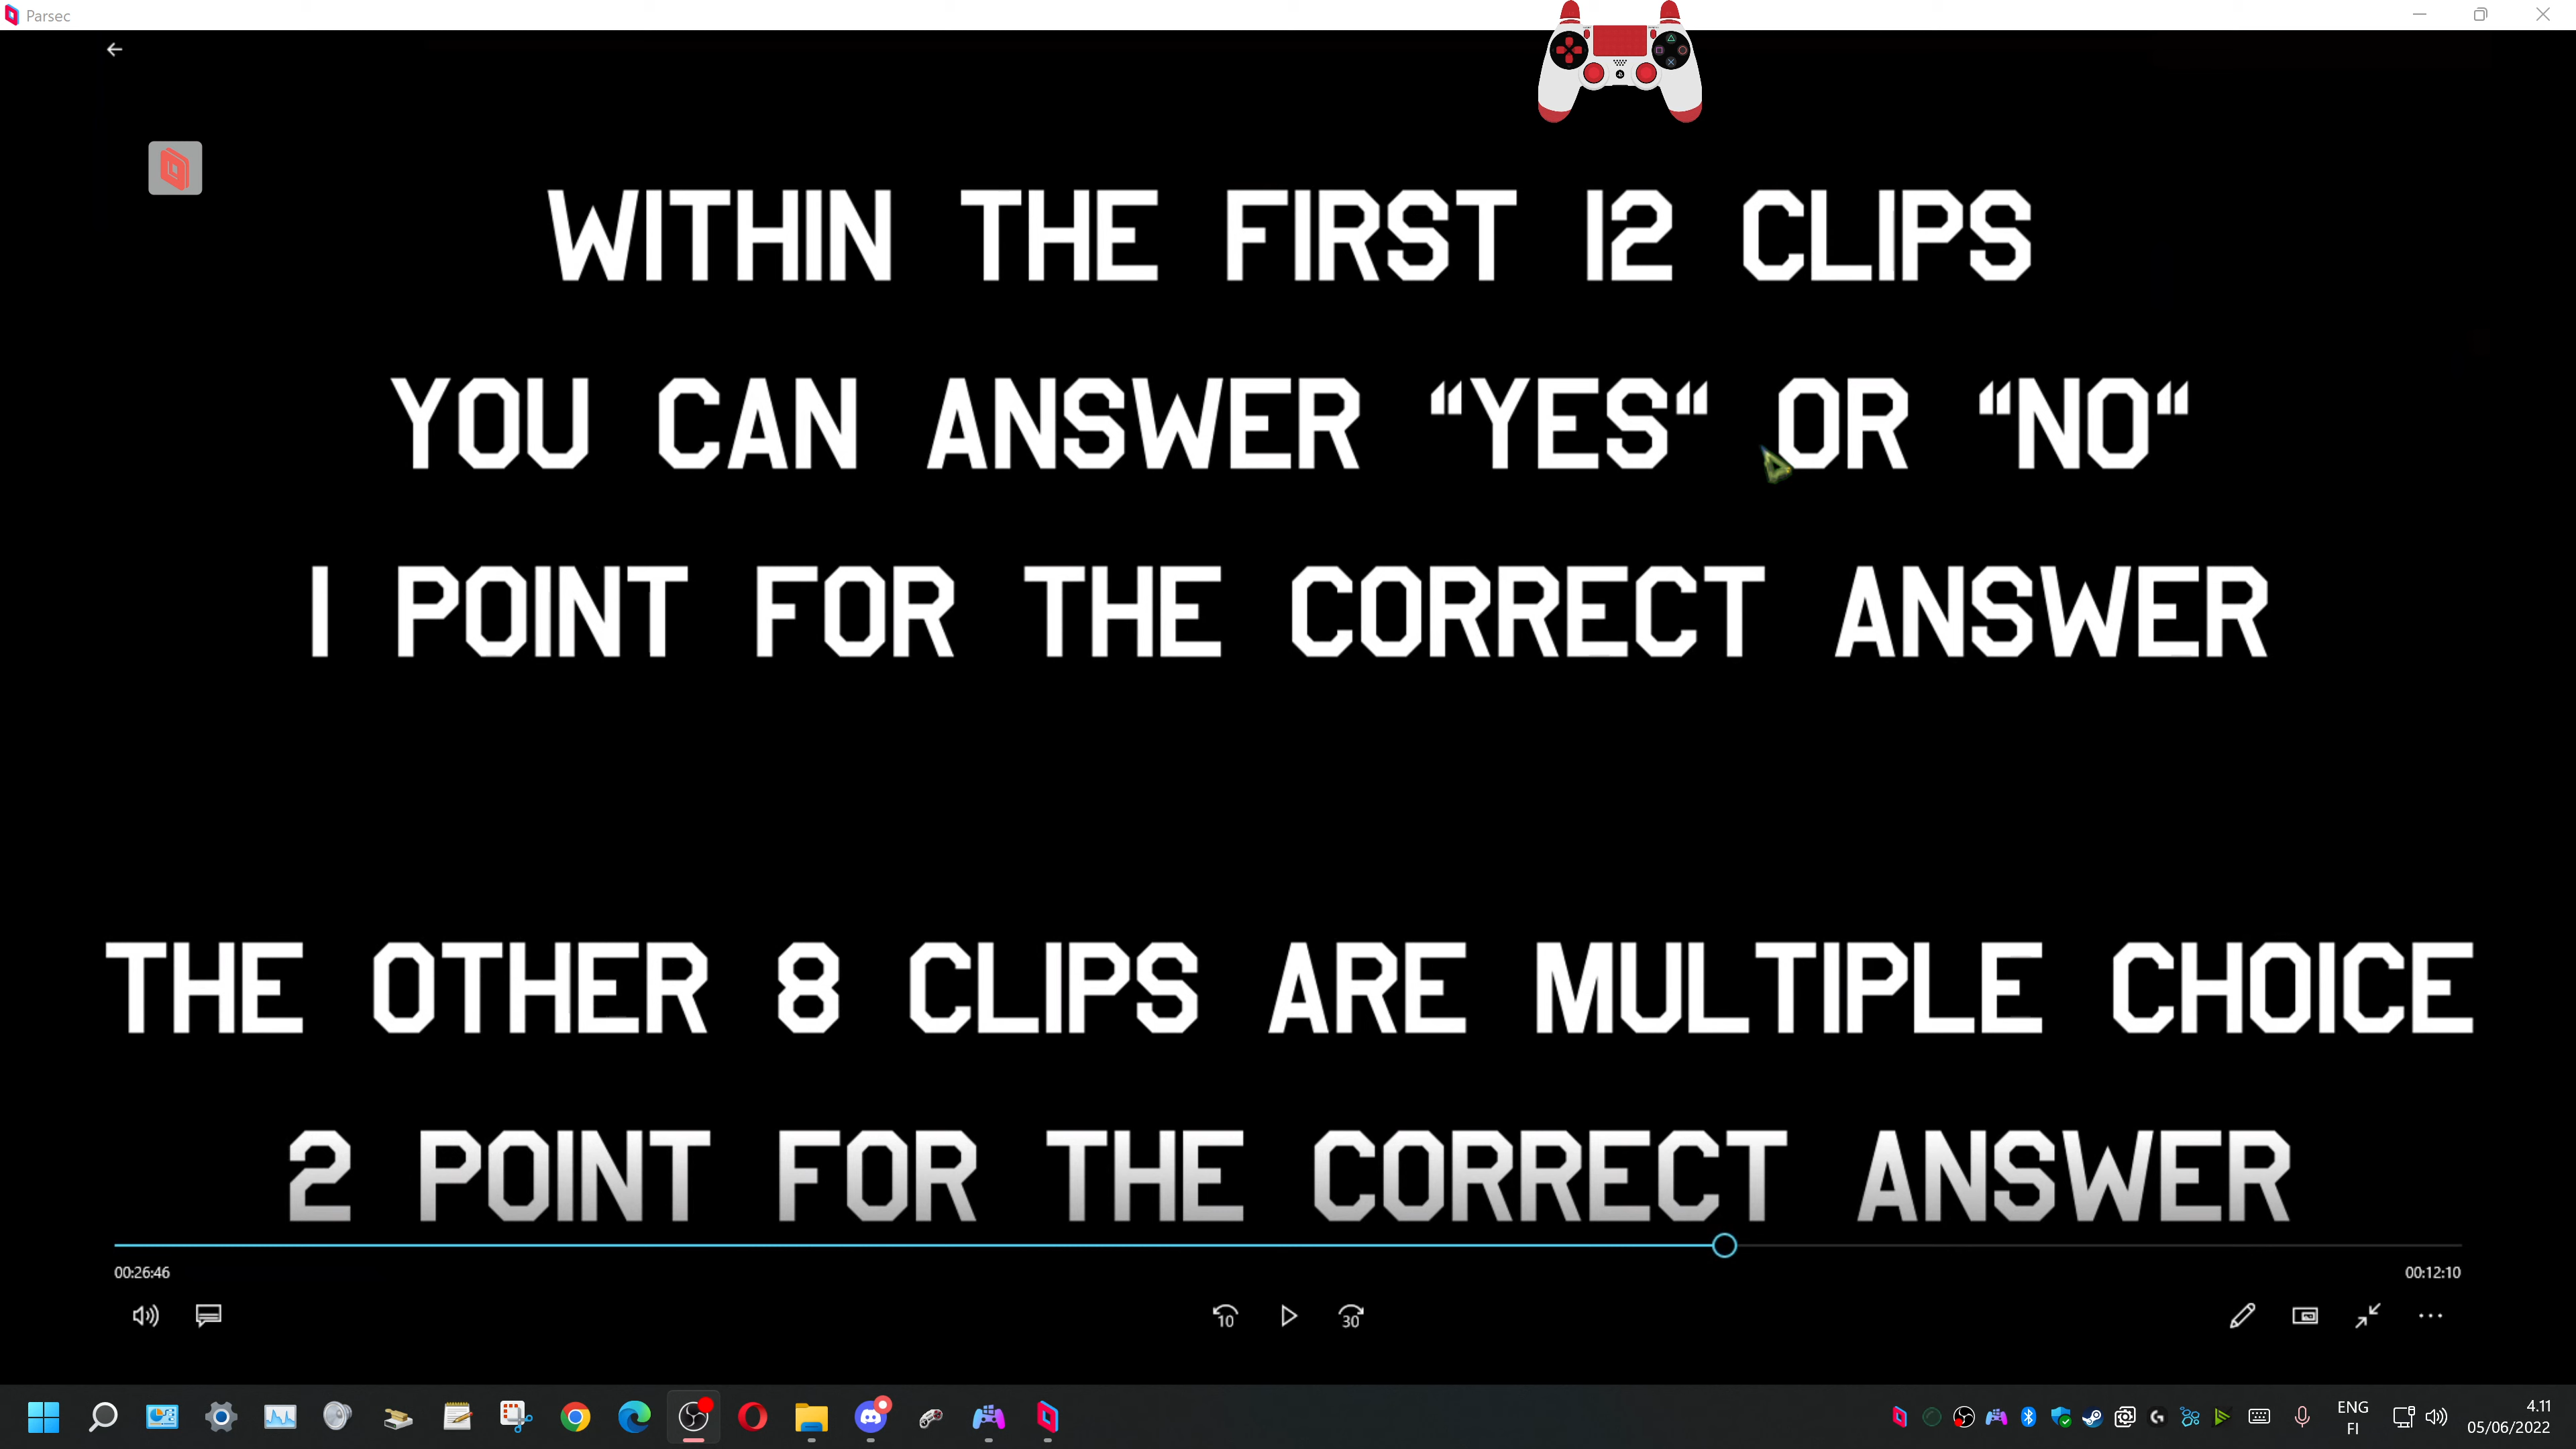 Parsec
WITHIN THE FIRST 12 CLIPS
YOU CAN ANSWER “YES“ OR “NO“
1 POINT FOR THE CORRECT ANSWER
THE OTHER 8 CLIPS ARE MULTIPLE CHOICE
2 POINT FOR THE CORRECT ANSWER
00:26:46
00:12:10
10
30
ENG
FI
4.11
05/06/2022